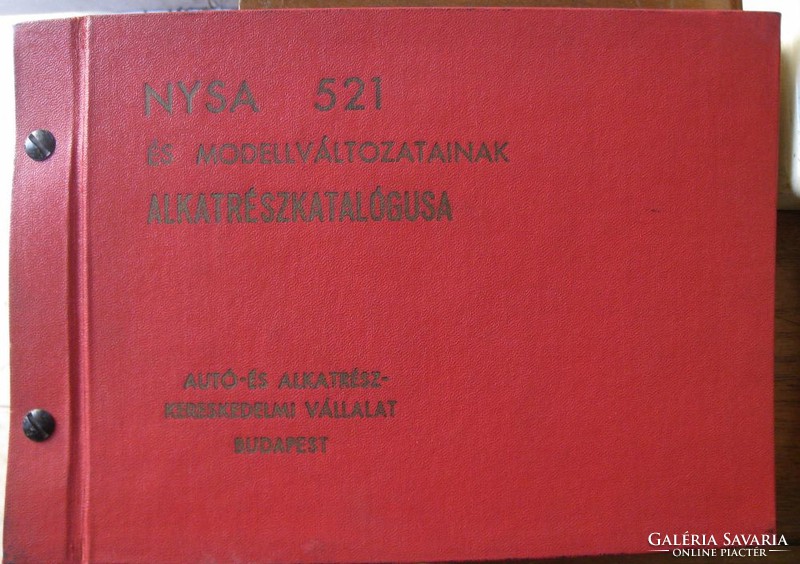 NYSA 521
ÉS MODELLVÁLTOZATAINAK
ALKATRÉSZKATALÓGUSA
AUTÓ-ÉS ALKATRÉSZ-
KERESKEDELMI VÁLLALAT
BUDAPEST
GALÉRIA SAVARIA
ONLINE PIACTÉR